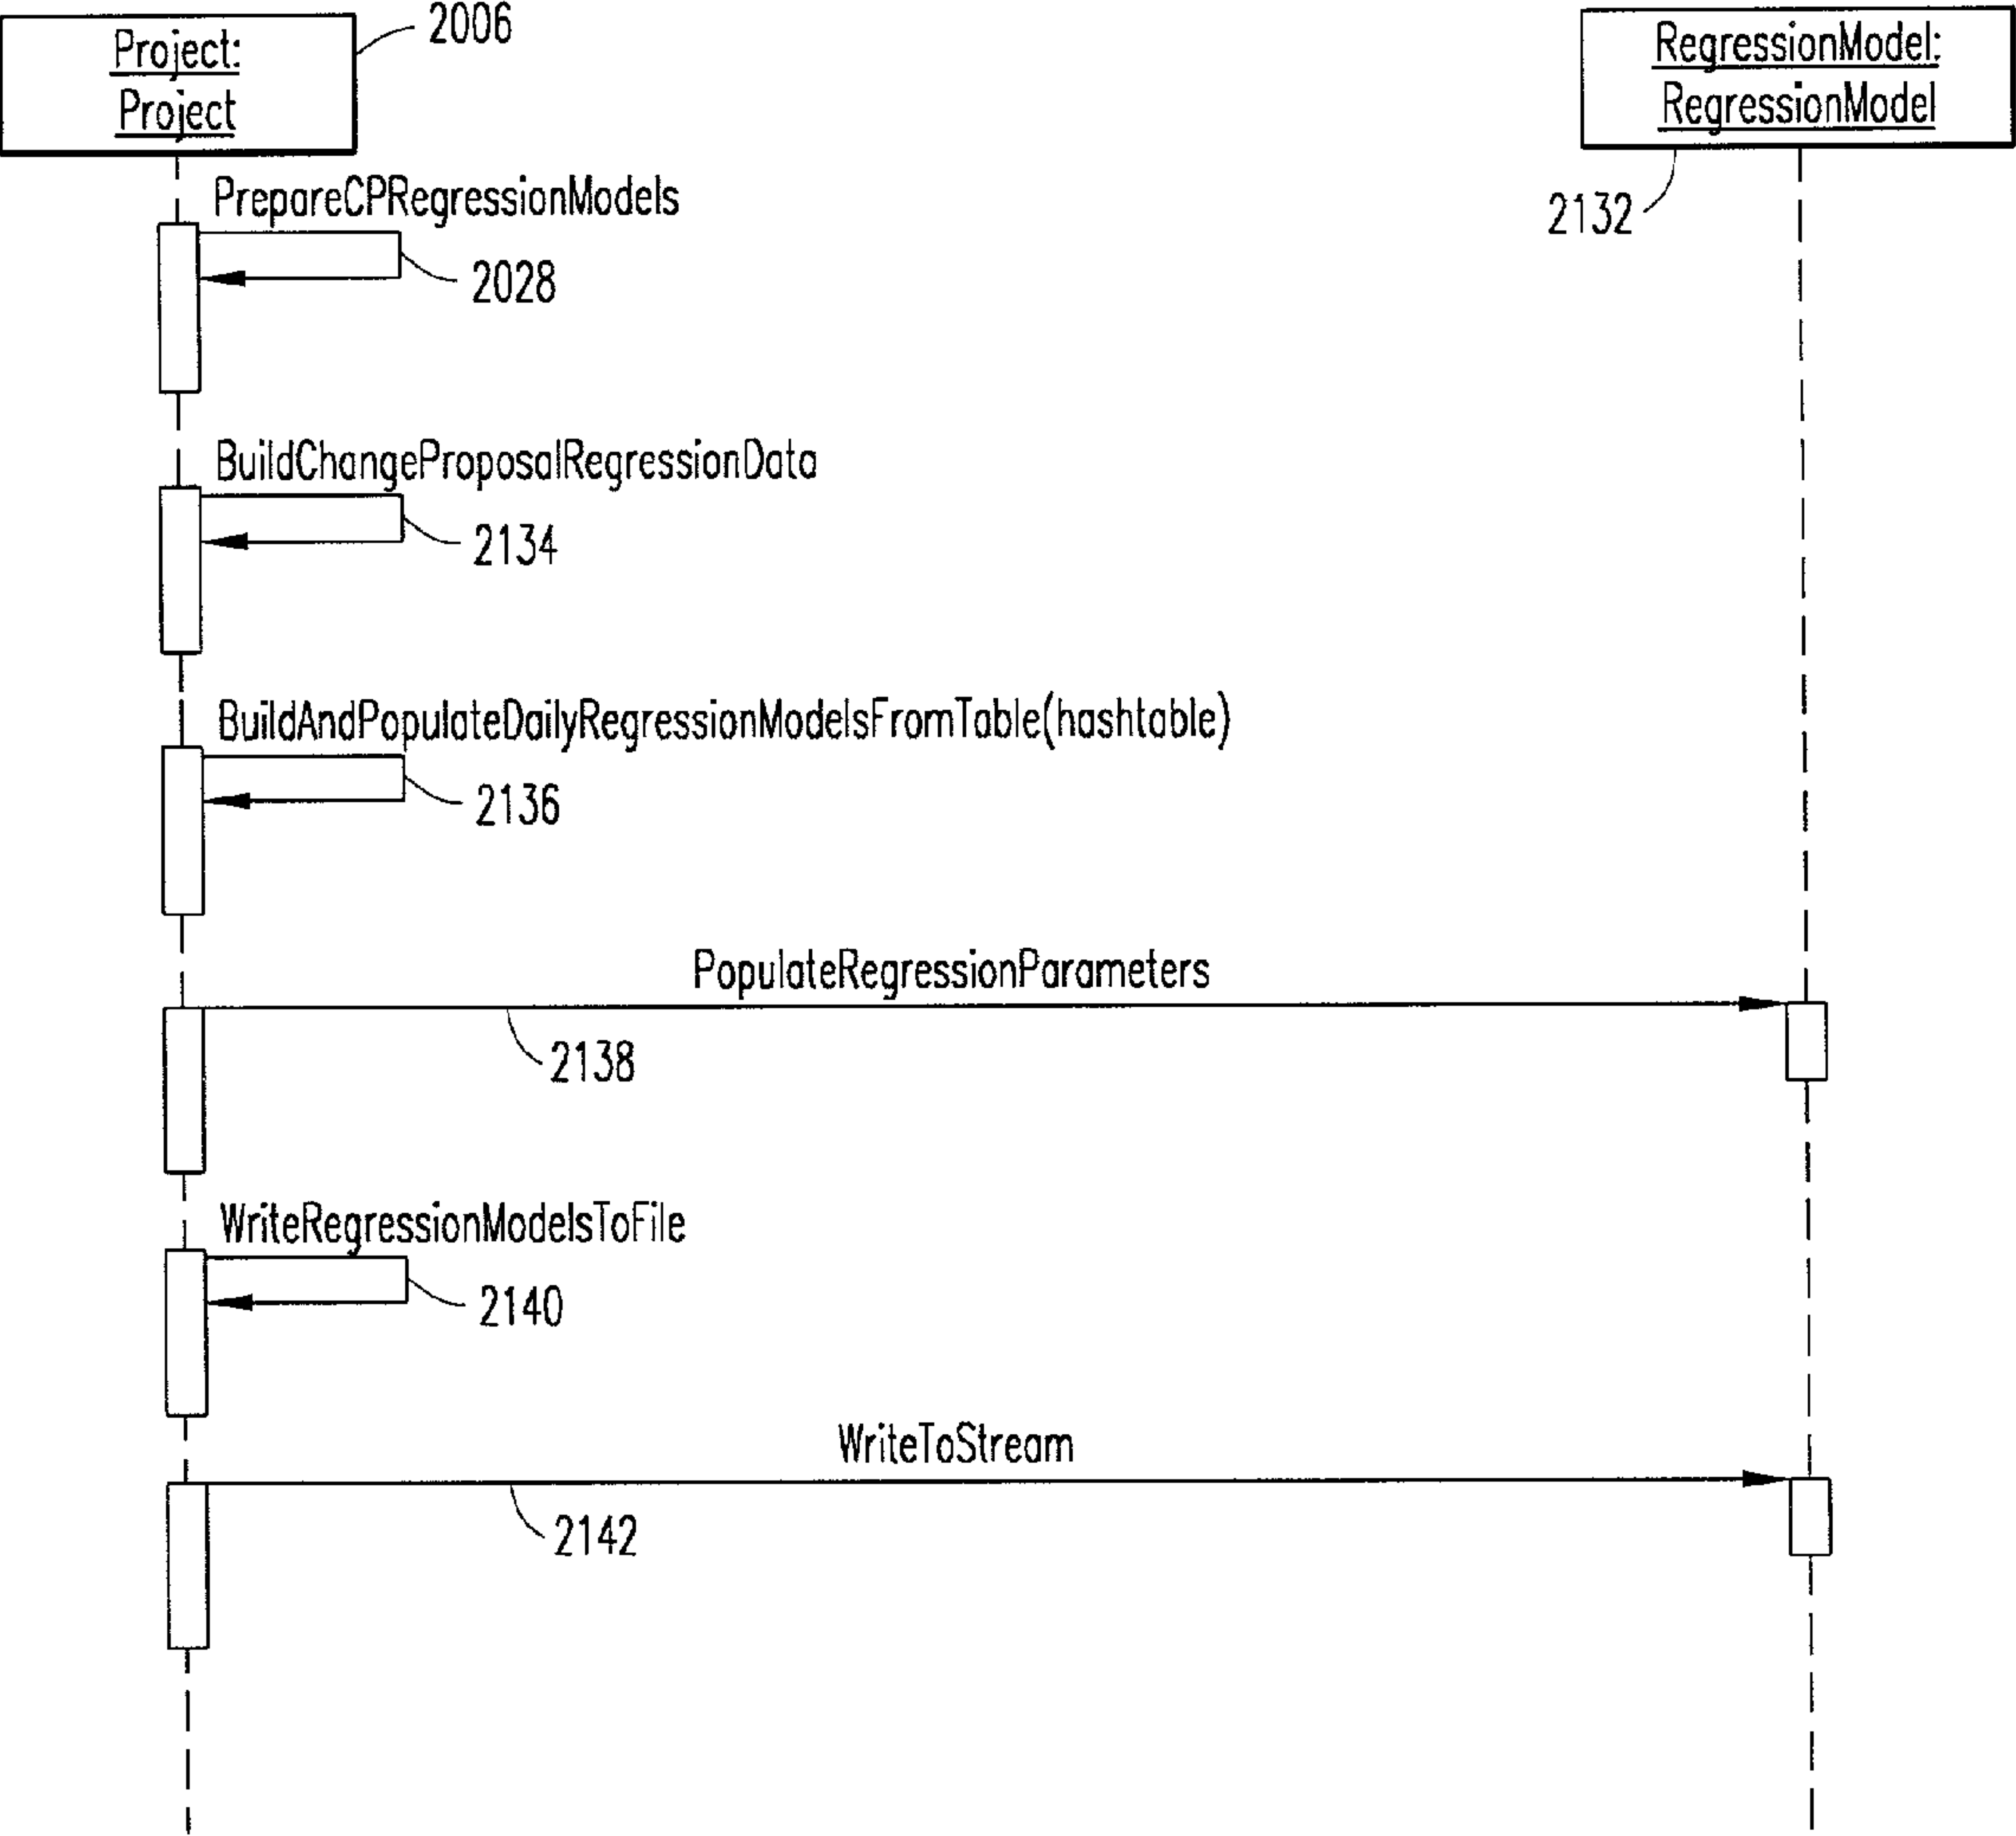 Project:
Project
2006
RegressionModel:
RegressionModel
2132
PrepareCPRegressionModels
2028
BuildChangeProposalRegressionData
2134
BuildAndPopulateDailyRegressionModelsFromTable(hashtable)
2136
PopulateRegressionParameters
2138
WriteRegressionModelsToFile
2140
WriteToStream
2142